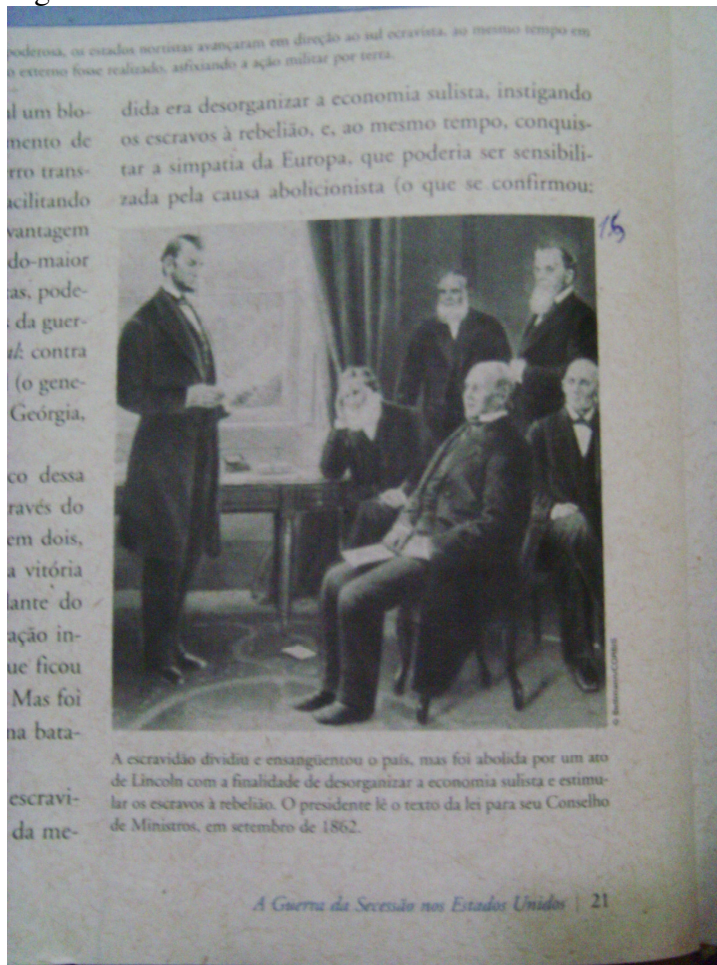 poderosa, os estados nortistas avançaram em direção ao sul ecravista, ao mesmo tempo em
o externo fosse realizado, asfixiando a ação militar por terra.
al um blo-
mento de
rro trans-
acilitando
vantagem
do-maior
as, pode-
da guer-
contra
(o gene-
Geórgia,
co dessa
ravés do
em dois,
a vitória
lante do
ação in-
ue ficou
Mas foi
na bata-
escravi-
da me-
dida era desorganizar a economia sulista, instigando
os escravos à rebelião, e, ao mesmo tempo, conquis-
tar a simpatia da Europa, que poderia ser sensibili-
zada pela causa abolicionista (o que se confirmou:
© Bettmann/CORBIS
A escravidão dividiu e ensangüentou o país, mas foi abolida por um ato
de Lincoln com a finalidade de desorganizar a economia sulista e estimu-
lar os escravos à rebelião. O presidente lê o texto da lei para seu Conselho
de Ministros, em setembro de 1862.
A Guerra da Secessão nos Estados Unidos | 21